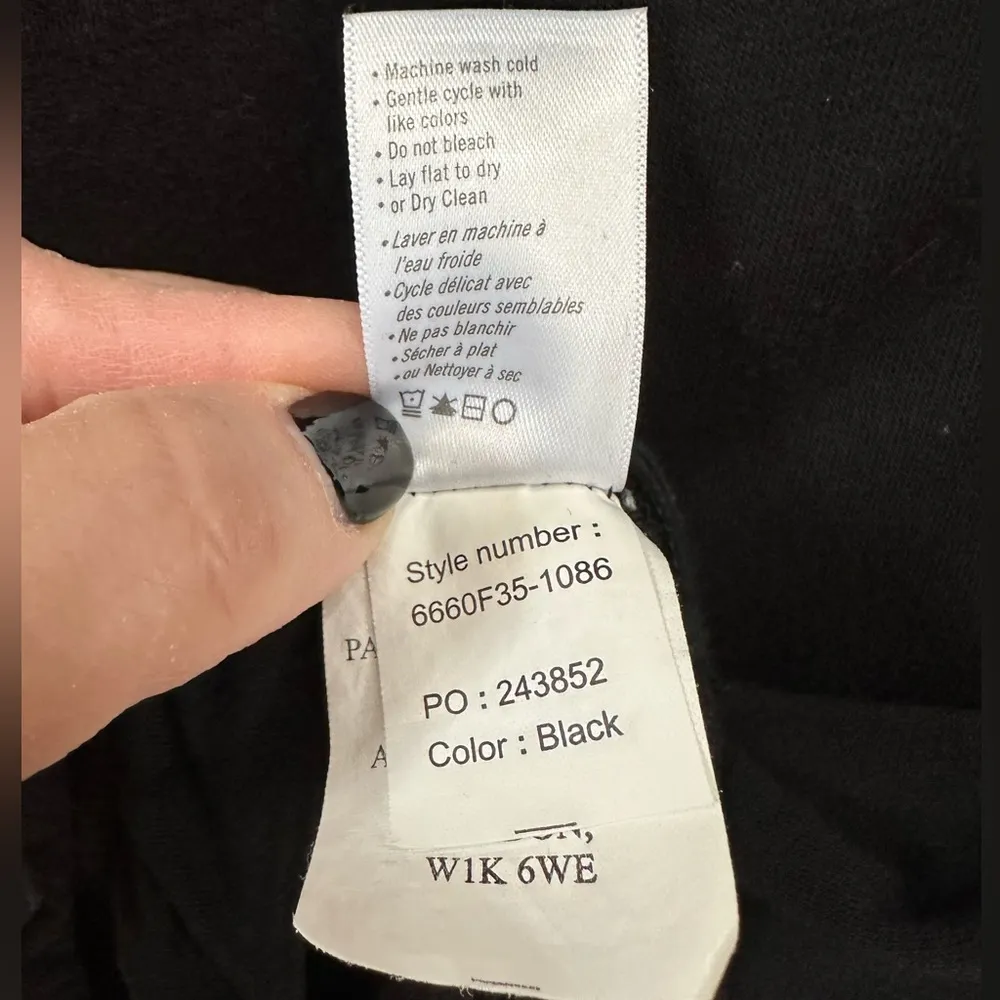 • Machine wash cold
• Gentle cycle with
like colors
• Do not bleach
• Lay flat to dry
• or Dry Clean
• Laver en machine à
l'eau froide
• Cycle délicat avec
des couleurs semblables
• Ne pas blanchir
• Sécher à plat
• ou Nettoyer à sec
Style number :
6660F35-1086
PA
PO : 243852
A
Color : Black
W1K 6WE